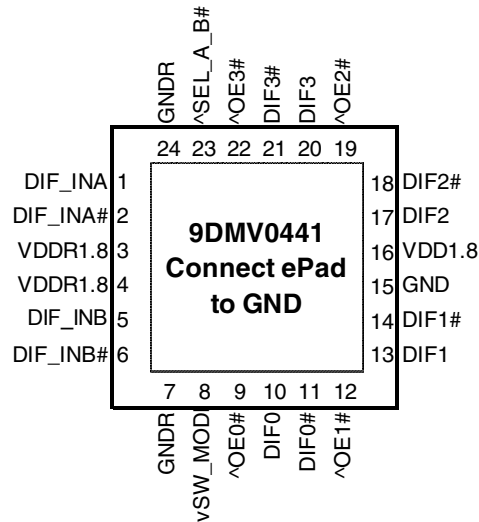 GNDR
^SEL_A_B#
^OE3#
DIF3#
DIF3
^OE2#
24 23 22 21 20 19
DIF_INA 1
DIF_INA# 2
VDDR1.8 3
VDDR1.8 4
DIF_INB 5
DIF_INB# 6
9DMV0441
Connect ePad
to GND
18 DIF2#
17 DIF2
16 VDD1.8
15 GND
14 DIF1#
13 DIF1
7 8 9 10 11 12
GNDR
vSW_MODE
^OE0#
DIF0
DIF0#
^OE1#